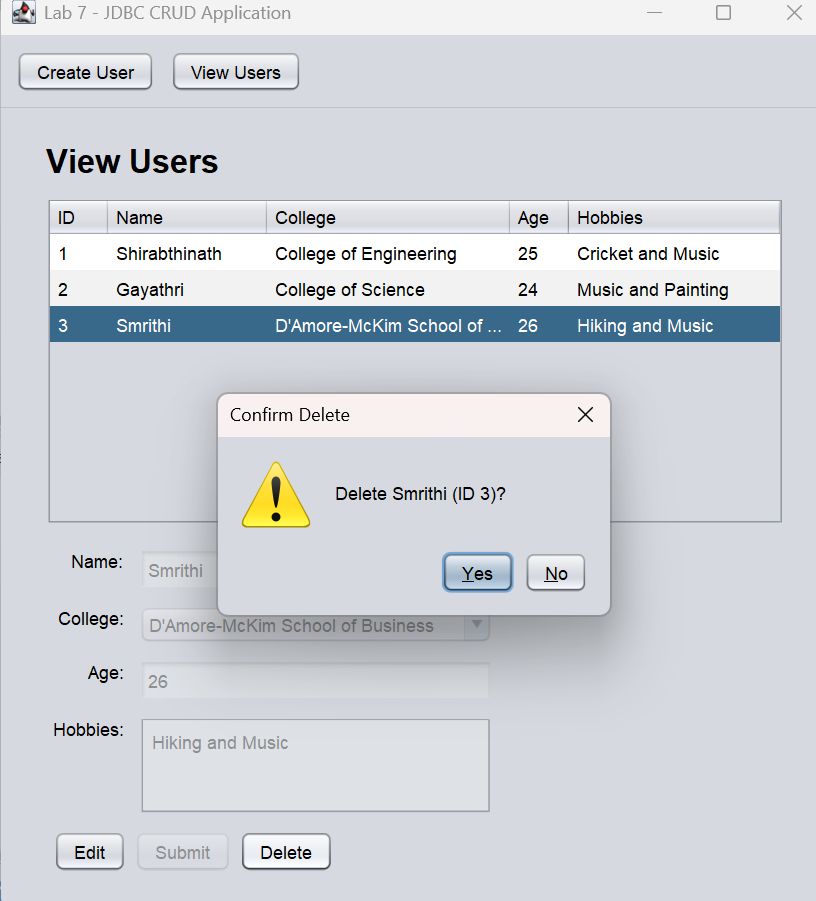 Lab 7 - JDBC CRUD Application
Create User View Users
View Users
ID Name College Age Hobbies
1 Shirabthinath College of Engineering 25 Cricket and Music
2 Gayathri College of Science 24 Music and Painting
3 Smrithi D'Amore-McKim School of ... 26 Hiking and Music
Confirm Delete
Delete Smrithi (ID 3)?
Yes No
Name: Smrithi
College: D'Amore-McKim School of Business
Age: 26
Hobbies: Hiking and Music
Edit Submit Delete